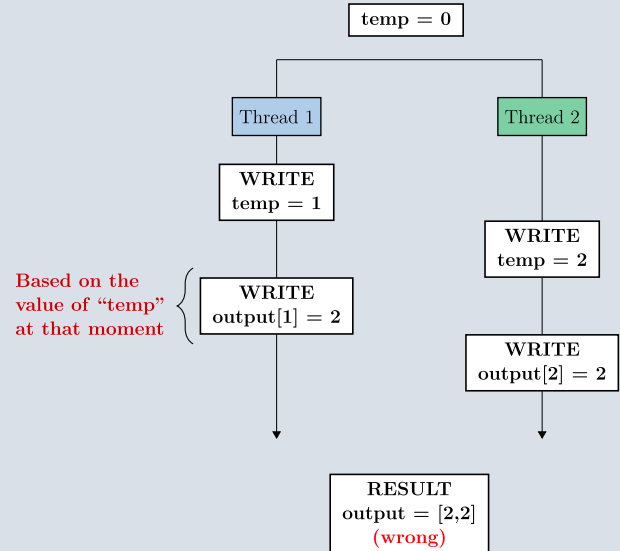 temp = 0
Thread 1
Thread 2
WRITE
temp = 1
WRITE
temp = 2
Based on the
value of “temp”
at that moment
WRITE
output[1] = 2
WRITE
output[2] = 2
RESULT
output = [2,2]
(wrong)